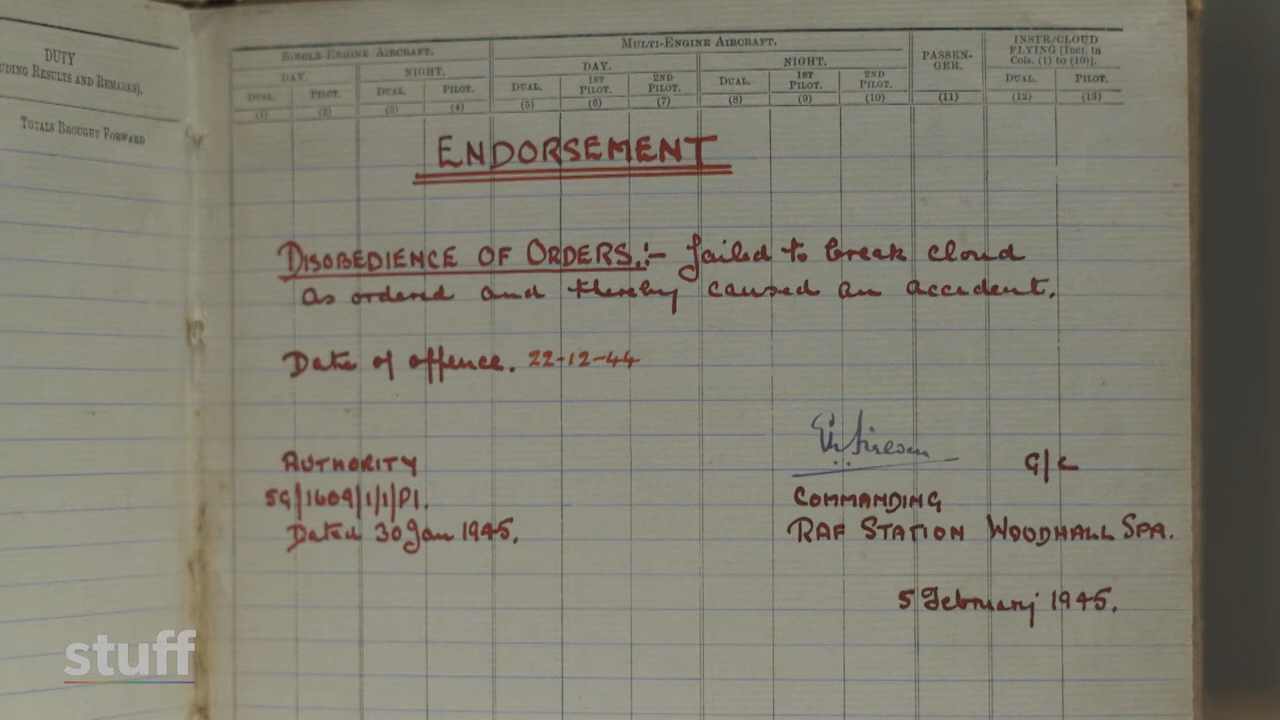 DUTY
UDING RESULTS AND REMARKS).
TOTALS BROUGHT FORWARD
SINGLE-ENGINE AIRCRAFT. MULTI-ENGINE AIRCRAFT. PASSEN-GER. INSTR/CLOUD FLYING [Incl. in Cols. (1) to (10)].
DAY. NIGHT. DAY. NIGHT.
DUAL. PILOT. DUAL. PILOT. DUAL. 1ST PILOT. 2ND PILOT. DUAL. 1ST PILOT. 2ND PILOT. DUAL. PILOT.
(1) (2) (3) (4) (5) (6) (7) (8) (9) (10) (11) (12) (13)
ENDORSEMENT
DISOBEDIENCE OF ORDERS.:- failed to break cloud
as ordered and thereby caused an accident.
Date of offence. 22-12-44
G/C
AUTHORITY
5G/1609/1/1/P1.
Dated 30 Jan 1945.
COMMANDING
RAF STATION WOODHALL SPA.
5 February 1945.
stuff